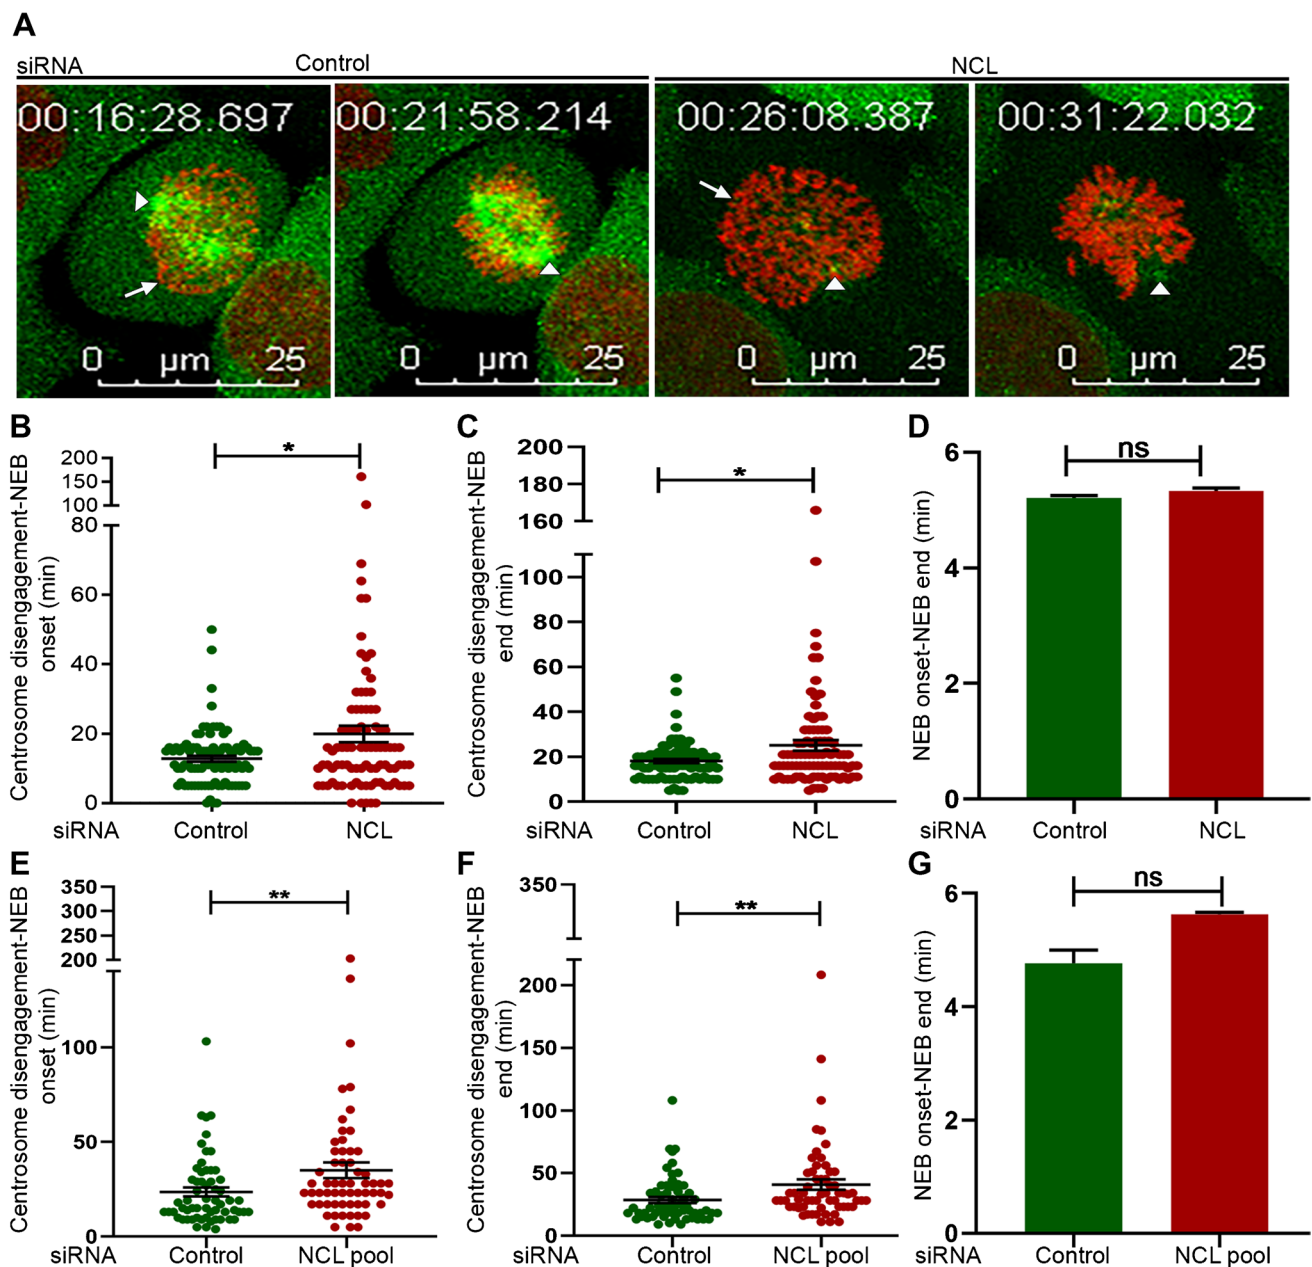 A
siRNA Control NCL
00:16:28.697 00:21:58.214 00:26:08.387 00:31:22.032
0 µm 25 0 µm 25 0 µm 25 0 µm 25
B
Centrosome disengagement-NEB
onset (min)
200
150
100
80
60
40
20
0
*
siRNA Control NCL
C
Centrosome disengagement-NEB
end (min)
200
180
160
100
80
60
40
20
0
*
siRNA Control NCL
D
NEB onset-NEB end (min)
6
4
2
0
ns
siRNA Control NCL
E
Centrosome disengagement-NEB
onset (min)
350
300
250
200
100
50
0
**
siRNA Control NCL pool
F
Centrosome disengagement-NEB
end (min)
350
200
150
100
50
0
**
siRNA Control NCL pool
G
NEB onset-NEB end (min)
6
4
2
0
ns
siRNA Control NCL pool